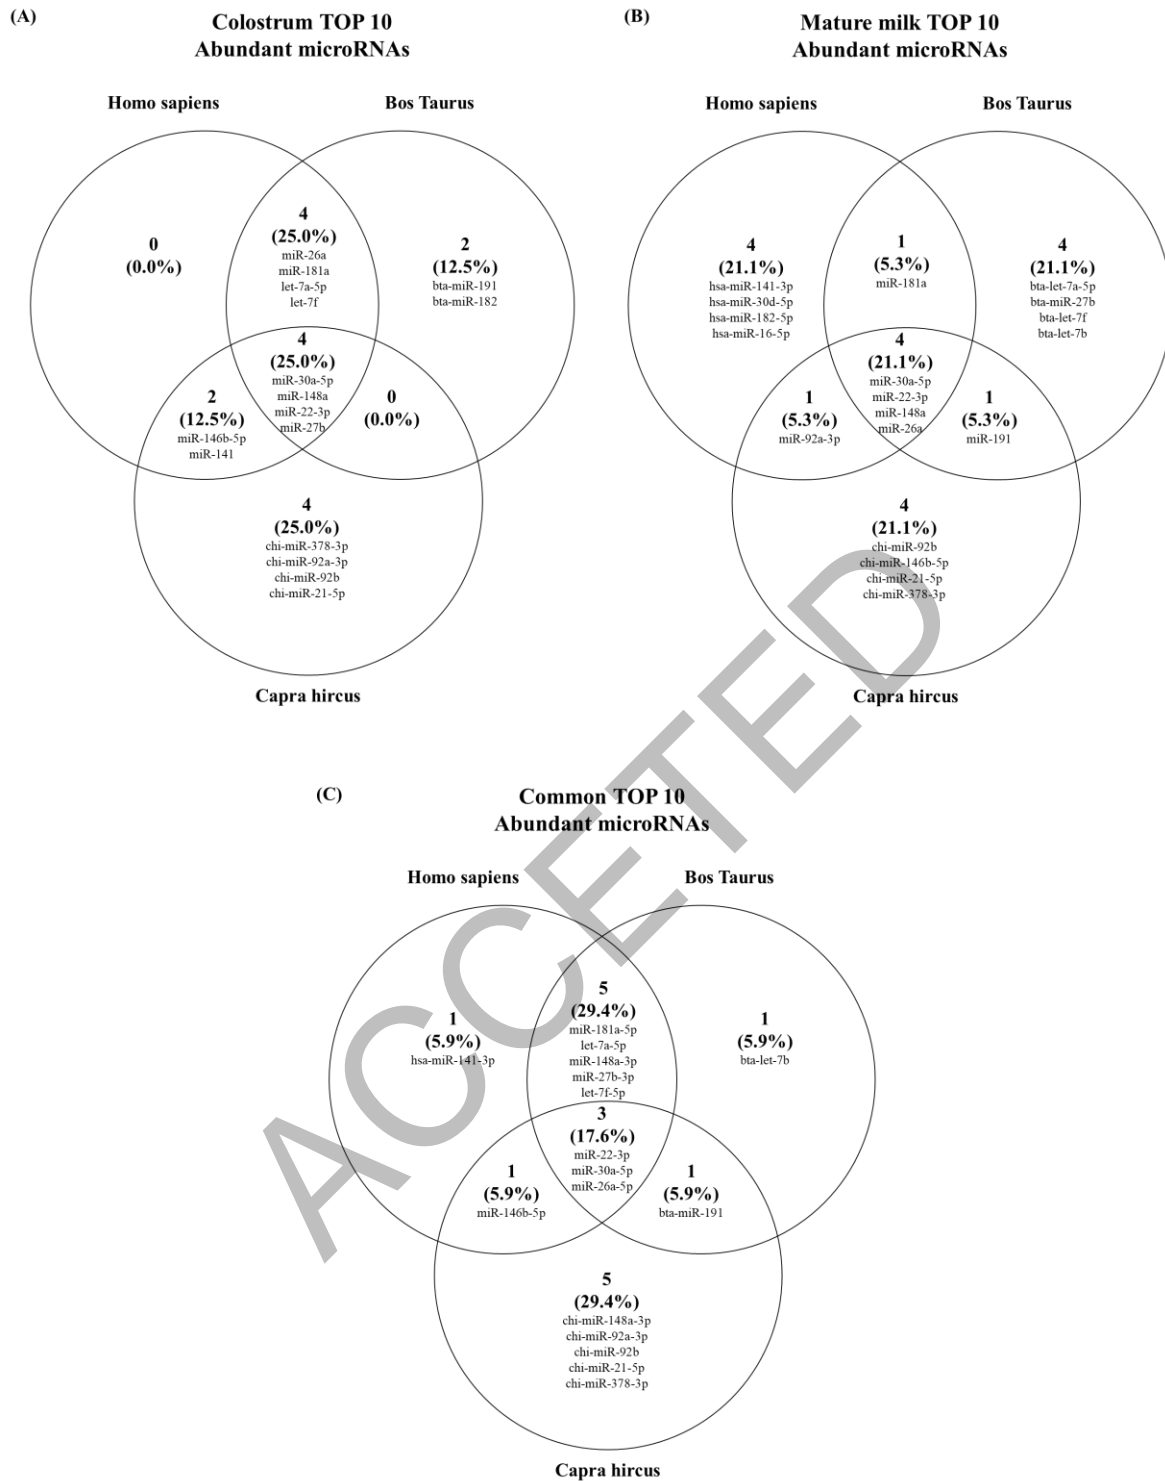 (A)
Colostrum TOP 10
Abundant microRNAs
Homo sapiens
Bos Taurus
0
(0.0%)
4
(25.0%)
miR-26a
miR-181a
let-7a-5p
let-7f
2
(12.5%)
bta-miR-191
bta-miR-182
2
(12.5%)
miR-146b-5p
miR-141
4
(25.0%)
miR-30a-5p
miR-148a
miR-22-3p
miR-27b
0
(0.0%)
4
(25.0%)
chi-miR-378-3p
chi-miR-92a-3p
chi-miR-92b
chi-miR-21-5p
Capra hircus
(B)
Mature milk TOP 10
Abundant microRNAs
Homo sapiens
Bos Taurus
4
(21.1%)
hsa-miR-141-3p
hsa-miR-30d-5p
hsa-miR-182-5p
hsa-miR-16-5p
1
(5.3%)
miR-181a
4
(21.1%)
bta-let-7a-5p
bta-miR-27b
bta-let-7f
bta-let-7b
1
(5.3%)
miR-92a-3p
4
(21.1%)
miR-30a-5p
miR-22-3p
miR-148a
miR-26a
1
(5.3%)
miR-191
4
(21.1%)
chi-miR-92b
chi-miR-146b-5p
chi-miR-21-5p
chi-miR-378-3p
Capra hircus
(C)
Common TOP 10
Abundant microRNAs
Homo sapiens
Bos Taurus
1
(5.9%)
hsa-miR-141-3p
5
(29.4%)
miR-181a-5p
let-7a-5p
miR-148a-3p
miR-27b-3p
let-7f-5p
1
(5.9%)
bta-let-7b
1
(5.9%)
miR-146b-5p
3
(17.6%)
miR-22-3p
miR-30a-5p
miR-26a-5p
1
(5.9%)
bta-miR-191
5
(29.4%)
chi-miR-148a-3p
chi-miR-92a-3p
chi-miR-92b
chi-miR-21-5p
chi-miR-378-3p
Capra hircus
ACCETED